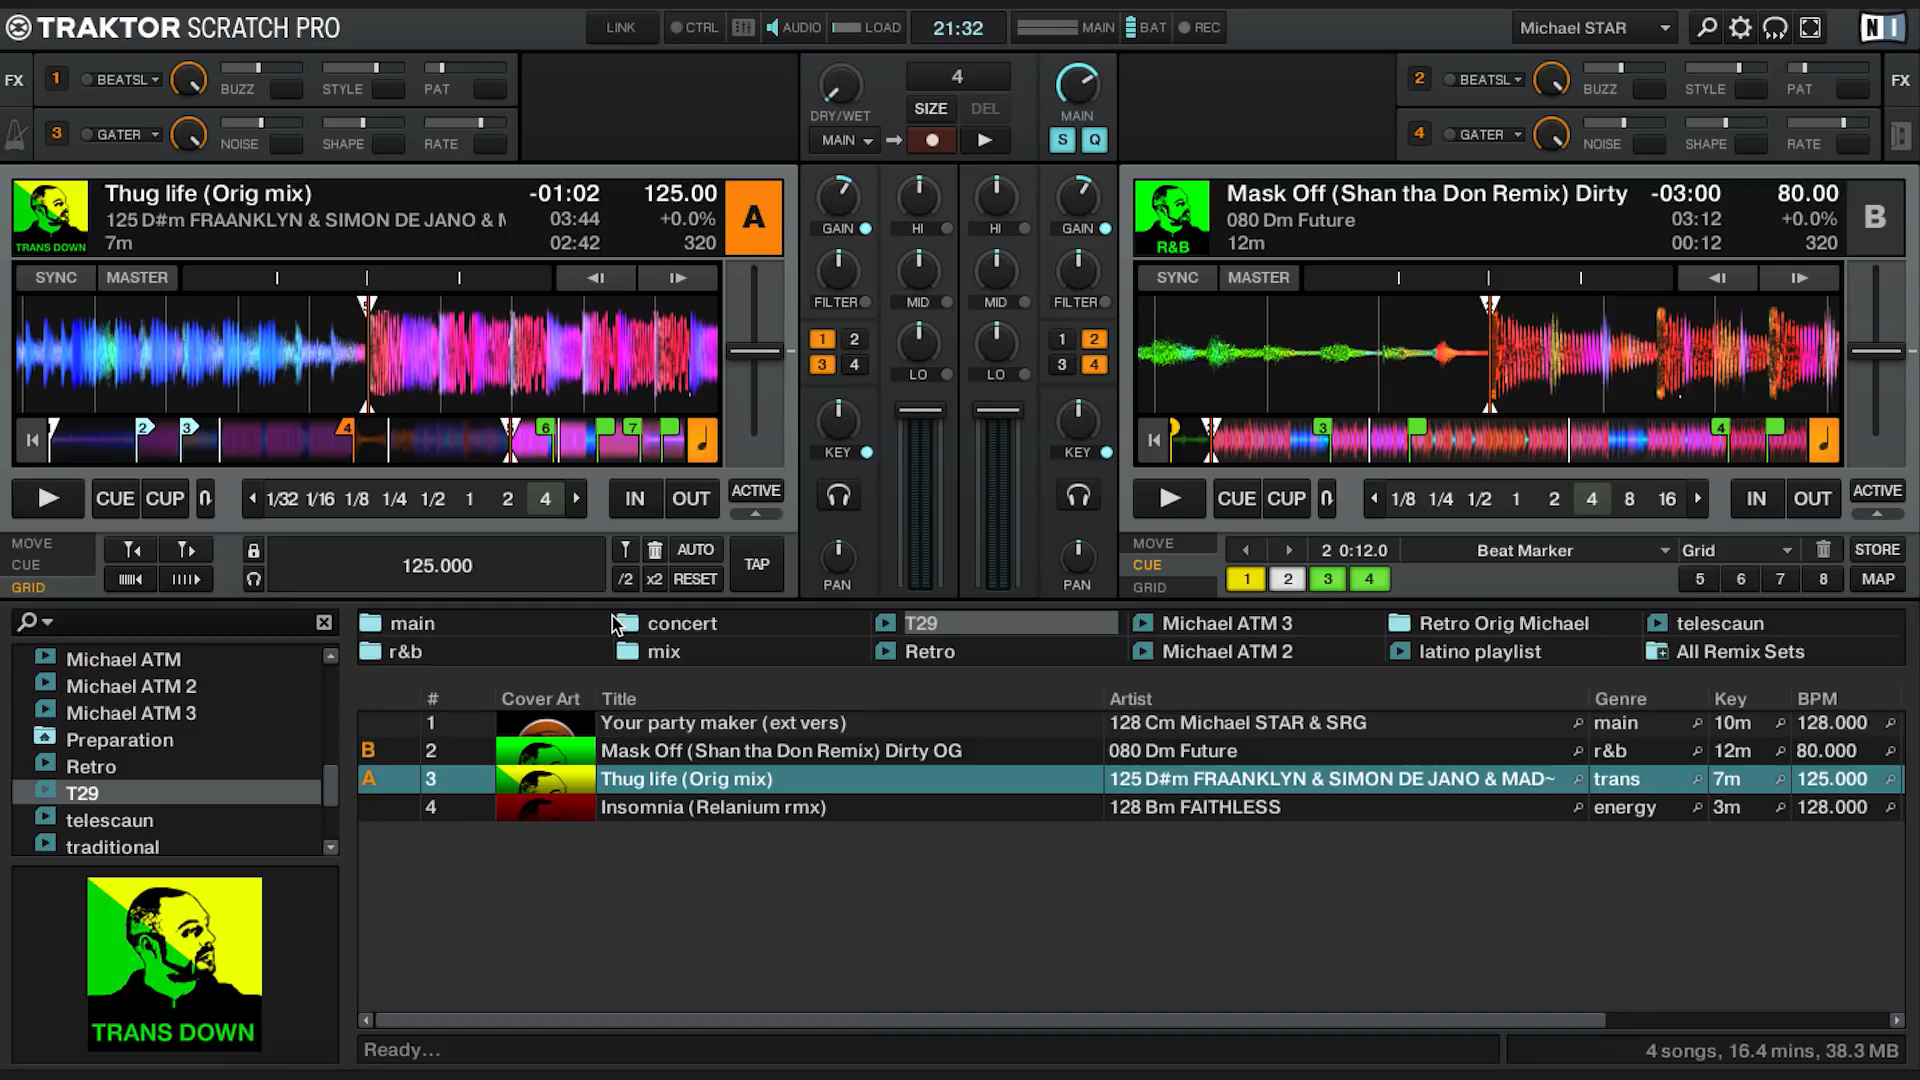 TRAKTOR SCRATCH PRO
LINK CTRL AUDIO LOAD 21:32 MAIN BAT REC Michael STAR N I
FX 1 BEATSL BUZZ STYLE PAT
3 GATER NOISE SHAPE RATE
DRY/WET 4 SIZE DEL MAIN
MAIN S Q
2 BEATSL BUZZ STYLE PAT FX
4 GATER NOISE SHAPE RATE
TRANS DOWN
Thug life (Orig mix) -01:02 125.00
125 D#m FRAANKLYN & SIMON DE JANO & 03:44 +0.0%
7m 02:42 320
A
SYNC MASTER
2 3 4 6 7
CUE CUP 1/32 1/16 1/8 1/4 1/2 1 2 4 IN OUT ACTIVE
MOVE
CUE
GRID
125.000
AUTO
/2 x2 RESET
TAP
GAIN HI HI GAIN
FILTER MID MID FILTER
1 2 1 2
3 4 3 4
LO LO
KEY KEY
PAN PAN
R&B
Mask Off (Shan tha Don Remix) Dirty -03:00 80.00
080 Dm Future 03:12 +0.0%
12m 00:12 320
B
SYNC MASTER
3 4
CUE CUP 1/8 1/4 1/2 1 2 4 8 16 IN OUT ACTIVE
MOVE
CUE
GRID
2 0:12.0 Beat Marker Grid STORE
1 2 3 4 5 6 7 8 MAP
main concert T29 Michael ATM 3 Retro Orig Michael telescaun
r&b mix Retro Michael ATM 2 latino playlist All Remix Sets
Michael ATM
Michael ATM 2
Michael ATM 3
Preparation
Retro
T29
telescaun
traditional
# Cover Art Title Artist Genre Key BPM
1 Your party maker (ext vers) 128 Cm Michael STAR & SRG main 10m 128.000
B 2 Mask Off (Shan tha Don Remix) Dirty OG 080 Dm Future r&b 12m 80.000
A 3 Thug life (Orig mix) 125 D#m FRAANKLYN & SIMON DE JANO & MAD~ trans 7m 125.000
4 Insomnia (Relanium rmx) 128 Bm FAITHLESS energy 3m 128.000
TRANS DOWN
Ready...
4 songs, 16.4 mins, 38.3 MB